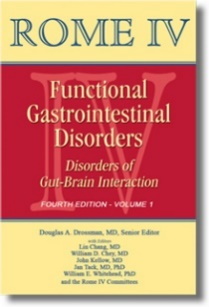 ROME IV
IV
Functional
Gastrointestinal
Disorders
Disorders of
Gut-Brain Interaction
FOURTH EDITION - VOLUME 1
Douglas A. Drossman, MD, Senior Editor
with Editors
Lin Chang, MD
William D. Chey, MD
John Kellow, MD
Jan Tack, MD, PhD
William E. Whitehead, PhD
and the Rome IV Committees